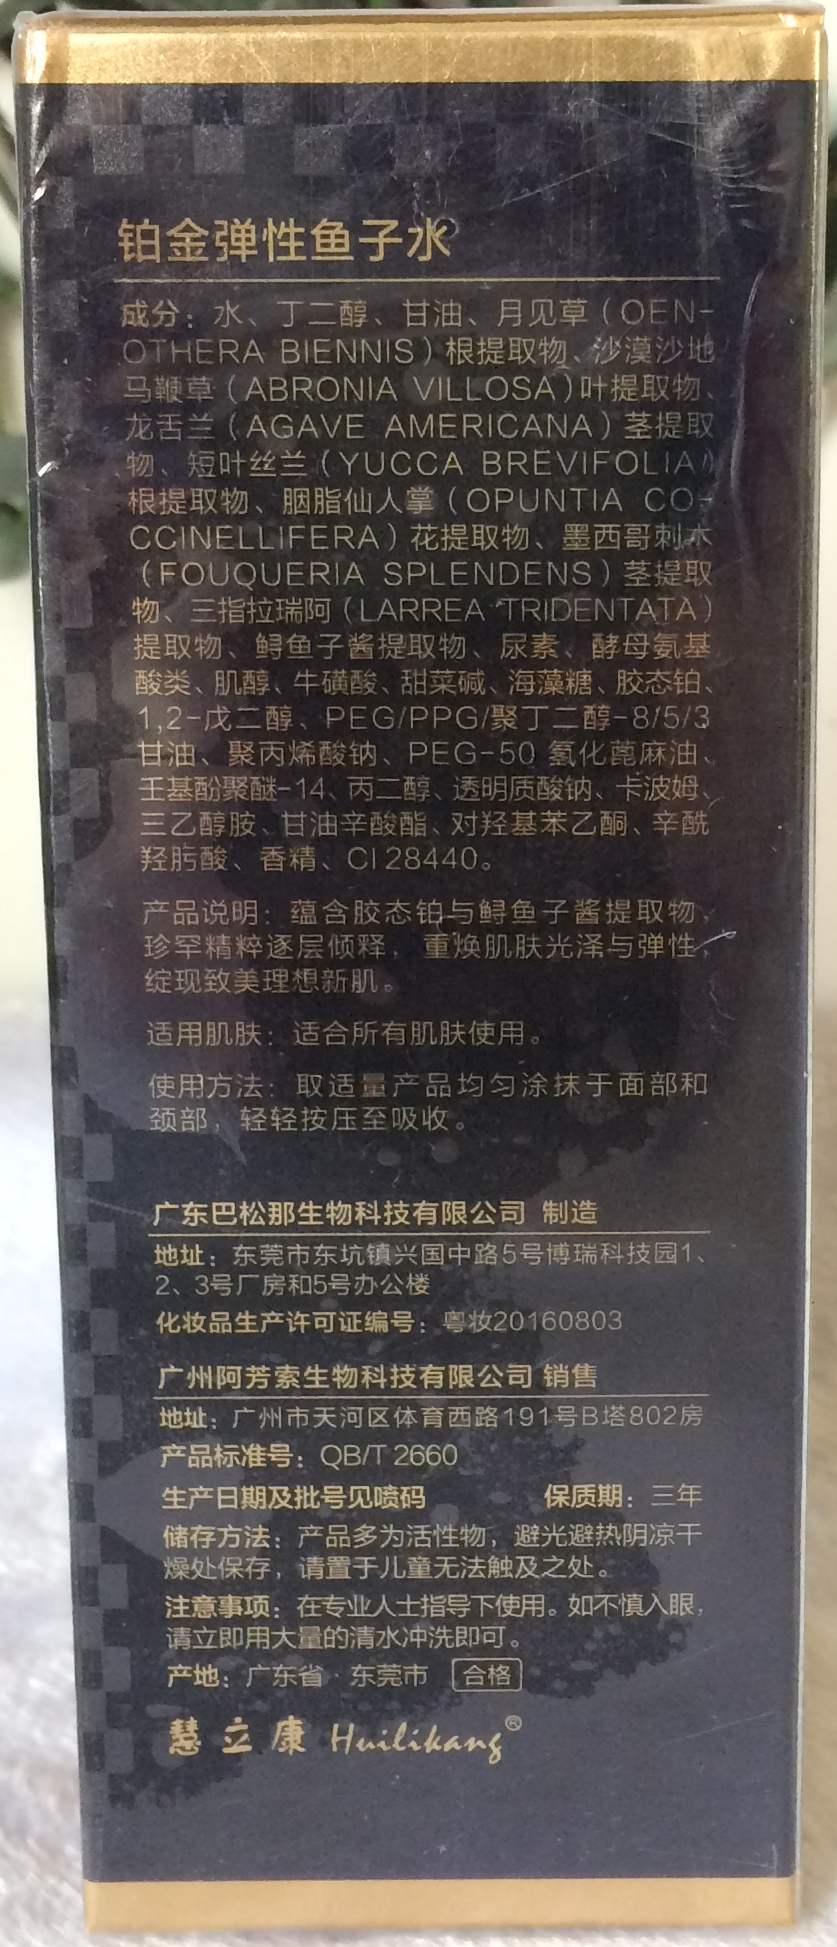 铂金弹性鱼子水
成分：水、丁二醇、甘油、月见草（OEN-
OTHERA BIENNIS）根提取物、沙漠沙地
马鞭草（ABRONIA VILLOSA）叶提取物、
龙舌兰（AGAVE AMERICANA）茎提取
物、短叶丝兰（YUCCA BREVIFOLIA）
根提取物、胭脂仙人掌（OPUNTIA CO-
CCINELLIFERA）花提取物、墨西哥刺木
（FOUQUERIA SPLENDENS）茎提取
物、三指拉瑞阿（LARREA TRIDENTATA）
提取物、鲟鱼子酱提取物、尿素、酵母氨基
酸类、肌醇、牛磺酸、甜菜碱、海藻糖、胶态铂、
1,2-戊二醇、PEG/PPG/聚丁二醇-8/5/3
甘油、聚丙烯酸钠、PEG-50 氢化蓖麻油、
壬基酚聚醚-14、丙二醇、透明质酸钠、卡波姆、
三乙醇胺、甘油辛酸酯、对羟基苯乙酮、辛酰
羟肟酸、香精、CI 28440。
产品说明：蕴含胶态铂与鲟鱼子酱提取物，
珍罕精粹逐层倾释，重焕肌肤光泽与弹性，
绽现致美理想新肌。
适用肌肤：适合所有肌肤使用。
使用方法：取适量产品均匀涂抹于面部和
颈部，轻轻按压至吸收。
广东巴松那生物科技有限公司 制造
地址：东莞市东坑镇兴国中路5号博瑞科技园1、
2、3号厂房和5号办公楼
化妆品生产许可证编号：粤妆20160803
广州阿芳索生物科技有限公司 销售
地址：广州市天河区体育西路191号B塔802房
产品标准号：QB/T 2660
生产日期及批号见喷码 保质期：三年
储存方法：产品多为活性物，避光避热阴凉干
燥处保存，请置于儿童无法触及之处。
注意事项：在专业人士指导下使用。如不慎入眼，
请立即用大量的清水冲洗即可。
产地：广东省·东莞市 合格
慧立康 Huilikang®